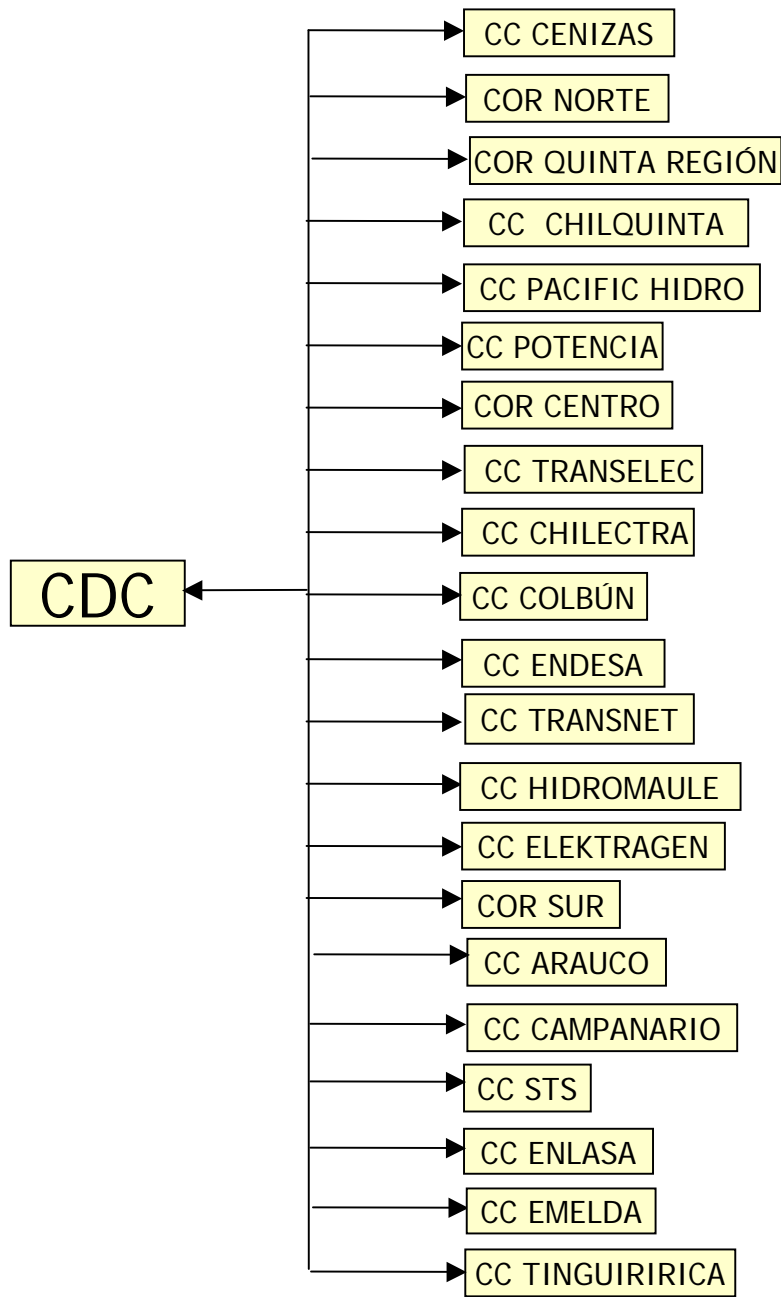 CC CENIZAS
COR NORTE
COR QUINTA REGIÓN
CC CHILQUINTA
CC PACIFIC HIDRO
CC POTENCIA
COR CENTRO
CC TRANSELEC
CC CHILECTRA
CDC
CC COLBÚN
CC ENDESA
CC TRANSNET
CC HIDROMAULE
CC ELEKTRAGEN
COR SUR
CC ARAUCO
CC CAMPANARIO
CC STS
CC ENLASA
CC EMELDA
CC TINGUIRIRICA